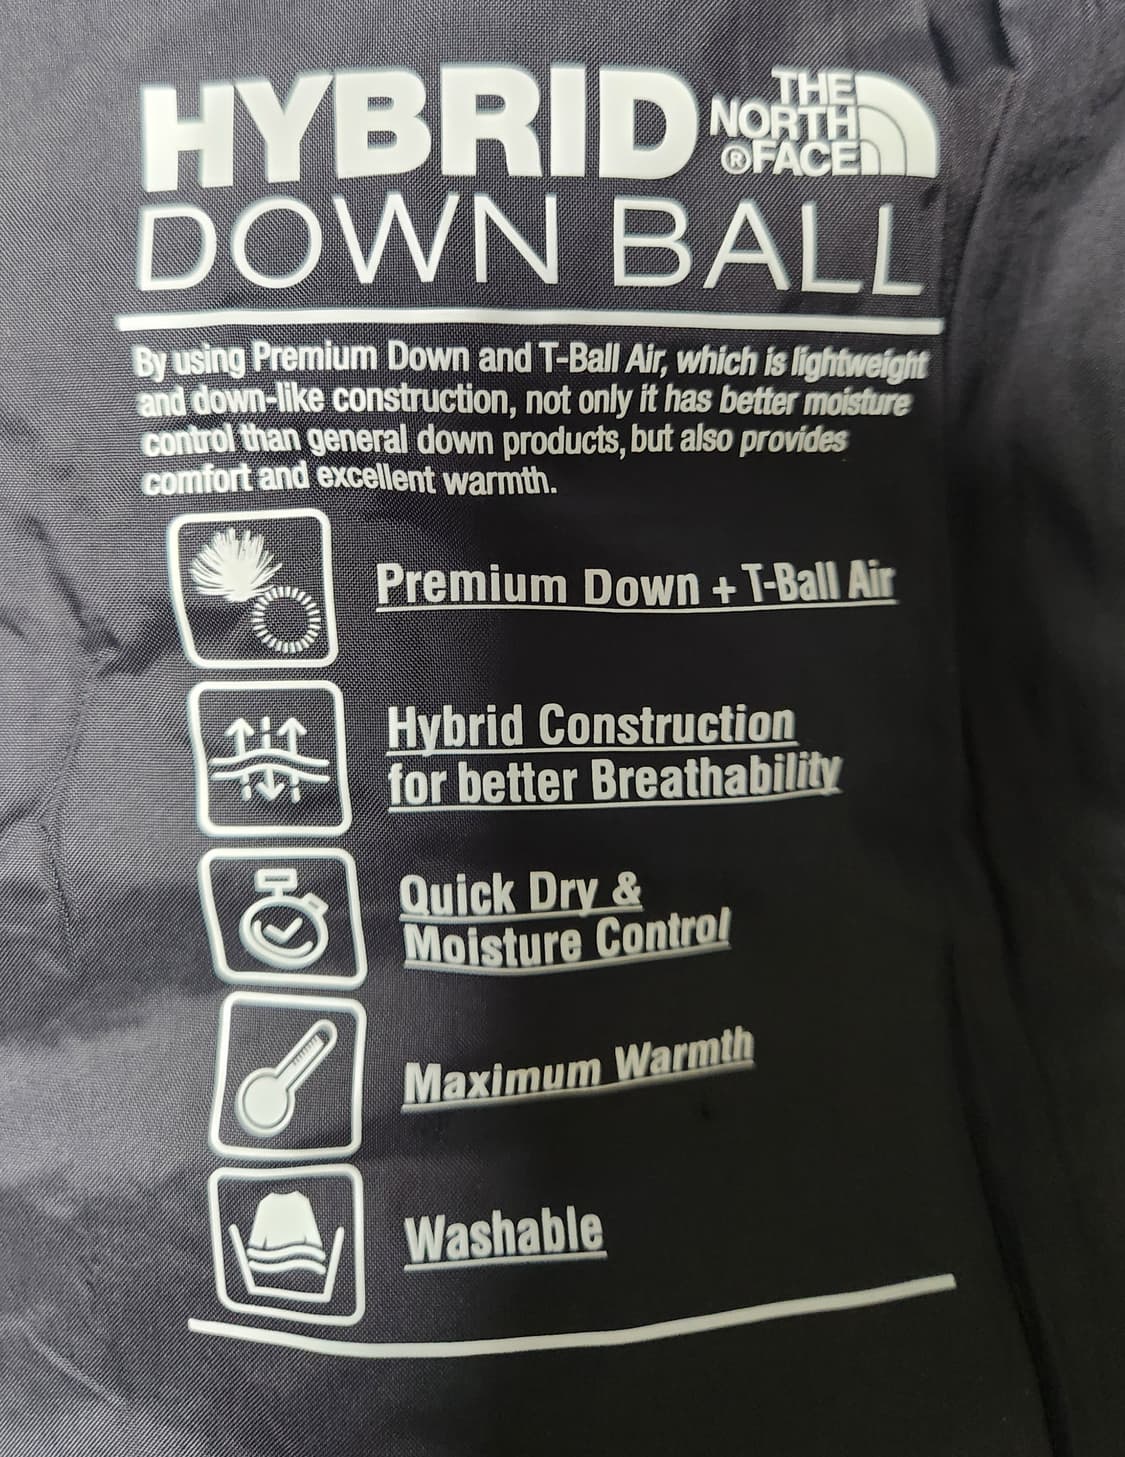 HYBRID
THE
NORTH
®FACE
DOWN BALL
By using Premium Down and T-Ball Air, which is lightweight
and down-like construction, not only it has better moisture
control than general down products, but also provides
comfort and excellent warmth.
Premium Down + T-Ball Air
Hybrid Construction
for better Breathability
Quick Dry &
Moisture Control
Maximum Warmth
Washable